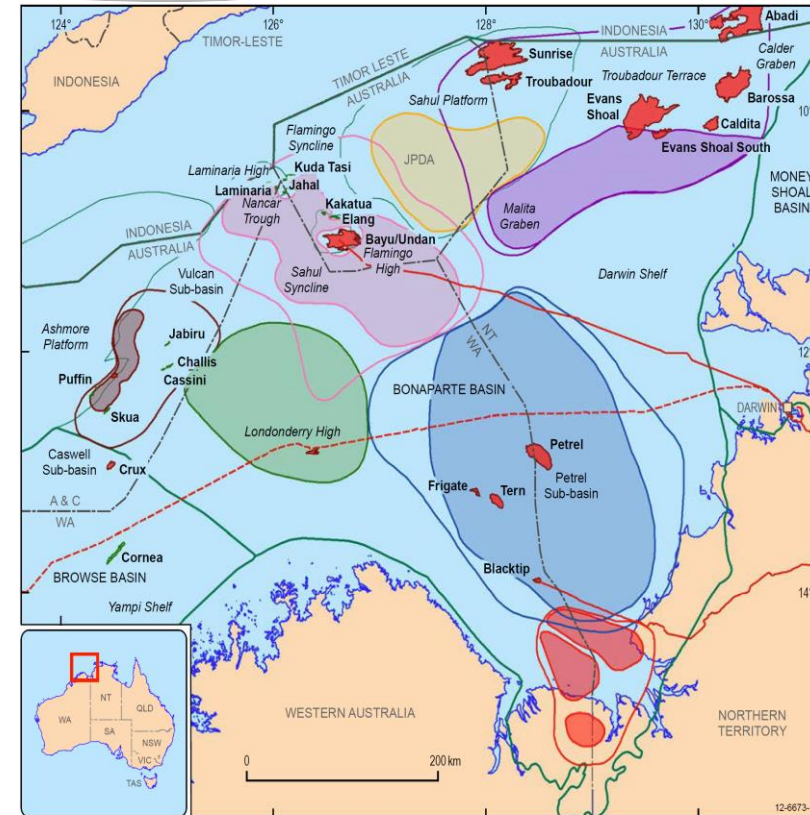 124°
126°
128°
130°
Abadi
TIMOR-LESTE
INDONESIA
TIMOR LESTE
AUSTRALIA
Sunrise
Troubadour
INDONESIA
AUSTRALIA
Calder
Graben
Troubadour Terrace
Sahul Platform
Evans
Shoal
Barossa
10°
Caldita
Evans Shoal South
Flamingo
Syncline
JPDA
Laminaria High
Kuda Tasi
Laminaria
Jahal
Nancar
Trough
Kakatua
Elang
Bayu/Undan
Flamingo
High
Malita
Graben
MONEY
SHOAL
BASIN
INDONESIA
AUSTRALIA
Sahul
Syncline
Darwin Shelf
Vulcan
Sub-basin
Ashmore
Platform
Jabiru
Challis
Cassini
Puffin
Skua
NT
WA
12°
BONAPARTE BASIN
DARWIN
Londonderry High
Petrel
Petrel
Sub-basin
Caswell
Sub-basin
Crux
Frigate
Tern
A & C
WA
Cornea
Blacktip
BROWSE BASIN
Yampi Shelf
14°
WESTERN AUSTRALIA
NORTHERN
TERRITORY
WA
NT
QLD
SA
NSW
VIC
TAS
0
200 km
12-6673-